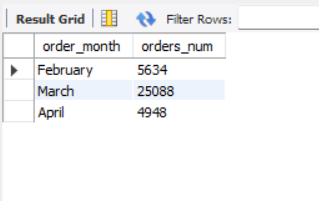 Result Grid Filter Rows:
order_month orders_num
February 5634
March 25088
April 4948